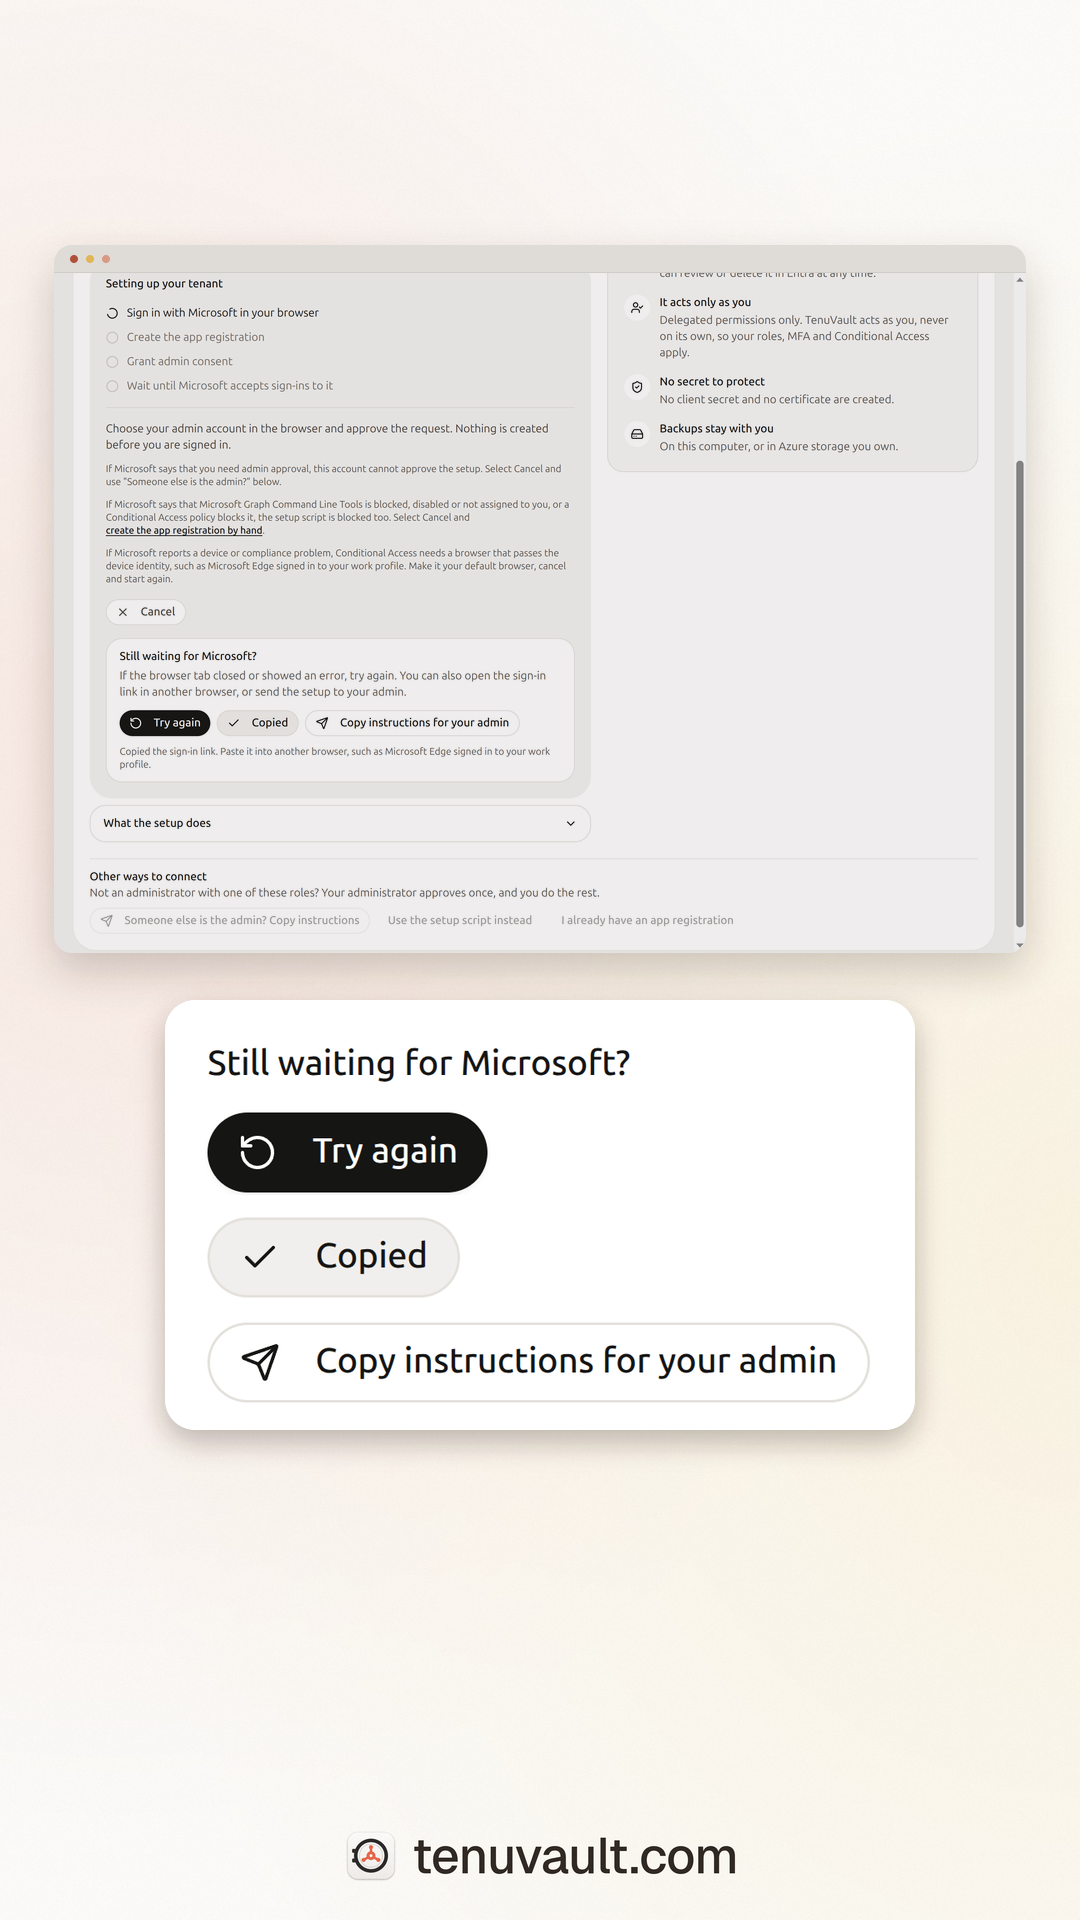 Setting up your tenant
Sign in with Microsoft in your browser
Create the app registration
Grant admin consent
Wait until Microsoft accepts sign-ins to it
Choose your admin account in the browser and approve the request. Nothing is created
before you are signed in.
If Microsoft says that you need admin approval, this account cannot approve the setup. Select Cancel and
use "Someone else is the admin?" below.
If Microsoft says that Microsoft Graph Command Line Tools is blocked, disabled or not assigned to you, or a
Conditional Access policy blocks it, the setup script is blocked too. Select Cancel and
create the app registration by hand.
If Microsoft reports a device or compliance problem, Conditional Access needs a browser that passes the
device identity, such as Microsoft Edge signed in to your work profile. Make it your default browser, cancel
and start again.
Cancel
Still waiting for Microsoft?
If the browser tab closed or showed an error, try again. You can also open the sign-in
link in another browser, or send the setup to your admin.
Try again
Copied
Copy instructions for your admin
Copied the sign-in link. Paste it into another browser, such as Microsoft Edge signed in to your work
profile.
What the setup does
can review or delete it in Entra at any time.
It acts only as you
Delegated permissions only. TenuVault acts as you, never
on its own, so your roles, MFA and Conditional Access
apply.
No secret to protect
No client secret and no certificate are created.
Backups stay with you
On this computer, or in Azure storage you own.
Other ways to connect
Not an administrator with one of these roles? Your administrator approves once, and you do the rest.
Someone else is the admin? Copy instructions
Use the setup script instead
I already have an app registration
Still waiting for Microsoft?
Try again
Copied
Copy instructions for your admin
tenuvault.com